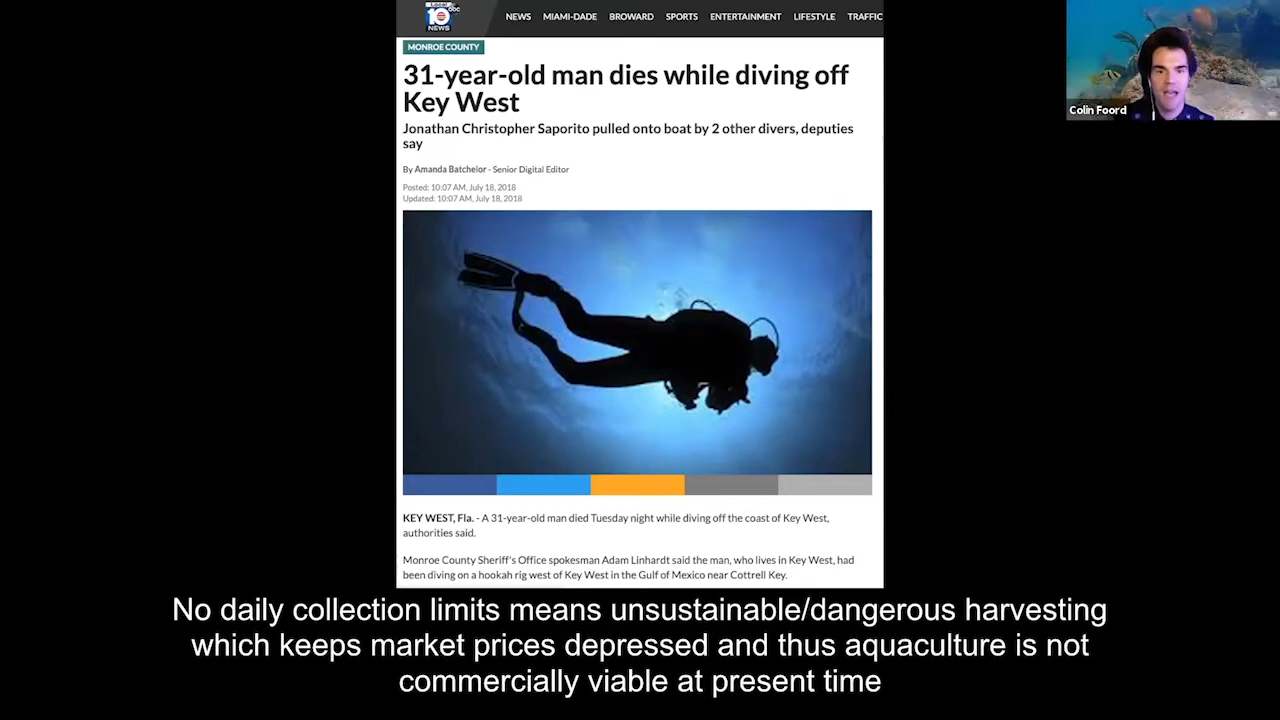 Local
10 abc
NEWS
NEWS MIAMI-DADE BROWARD SPORTS ENTERTAINMENT LIFESTYLE TRAFFIC
MONROE COUNTY
31-year-old man dies while diving off
Key West
Jonathan Christopher Saporito pulled onto boat by 2 other divers, deputies
say
By Amanda Batchelor - Senior Digital Editor
Posted: 10:07 AM, July 18, 2018
Updated: 10:07 AM, July 18, 2018
Colin Foord
KEY WEST, Fla. - A 31-year-old man died Tuesday night while diving off the coast of Key West,
authorities said.
Monroe County Sheriff's Office spokesman Adam Linhardt said the man, who lives in Key West, had
been diving on a hookah rig west of Key West in the Gulf of Mexico near Cottrell Key.
No daily collection limits means unsustainable/dangerous harvesting
which keeps market prices depressed and thus aquaculture is not
commercially viable at present time